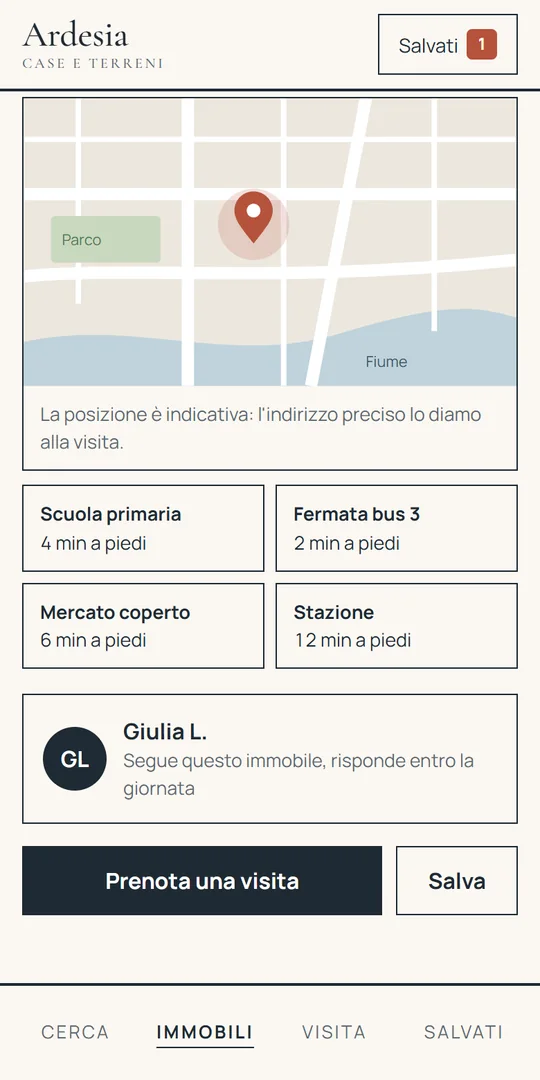 Ardesia
CASE E TERRENI
Salvati 1
Parco
Fiume
La posizione è indicativa: l'indirizzo preciso lo diamo
alla visita.
Scuola primaria
4 min a piedi
Fermata bus 3
2 min a piedi
Mercato coperto
6 min a piedi
Stazione
12 min a piedi
GL
Giulia L.
Segue questo immobile, risponde entro la
giornata
Prenota una visita
Salva
CERCA
IMMOBILI
VISITA
SALVATI